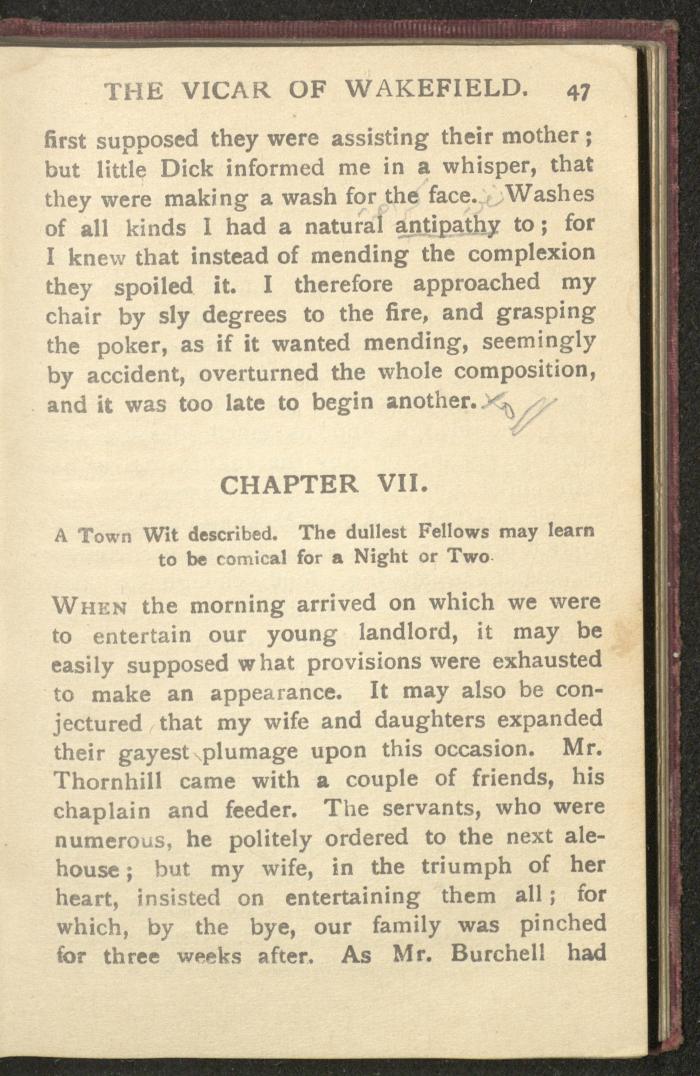 THE VICAR OF WAKEFIELD. 47
first supposed they were assisting their mother ;
but little Dick informed me in a whisper, that
they were making a wash for the face. Washes
of all kinds I had a natural antipathy to ; for
I knew that instead of mending the complexion
they spoiled it. I therefore approached my
chair by sly degrees to the fire, and grasping
the poker, as if it wanted mending, seemingly
by accident, overturned the whole composition,
and it was too late to begin another.
CHAPTER VII.
A Town Wit described. The dullest Fellows may learn
to be comical for a Night or Two.
WHEN the morning arrived on which we were
to entertain our young landlord, it may be
easily supposed what provisions were exhausted
to make an appearance. It may also be con-
jectured that my wife and daughters expanded
their gayest plumage upon this occasion. Mr.
Thornhill came with a couple of friends, his
chaplain and feeder. The servants, who were
numerous, he politely ordered to the next ale-
house ; but my wife, in the triumph of her
heart, insisted on entertaining them all ; for
which, by the bye, our family was pinched
for three weeks after. As Mr. Burchell had